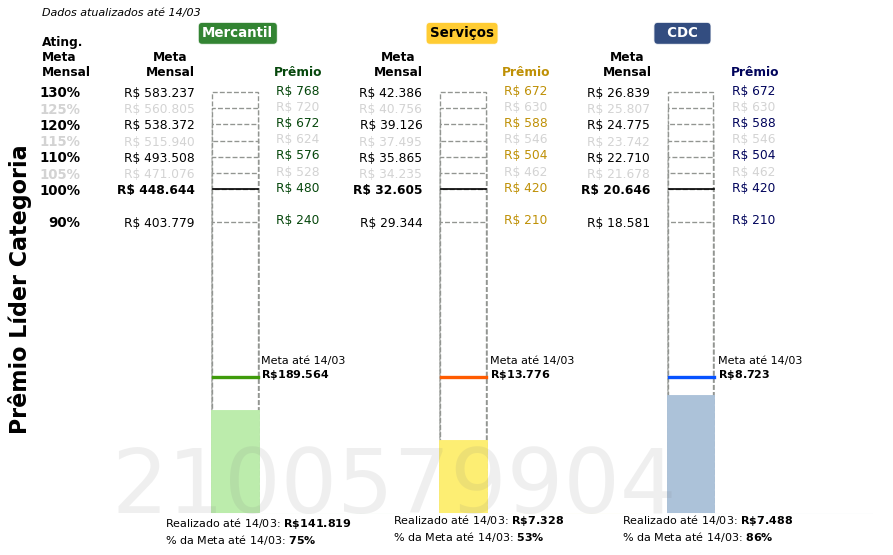 Dados atualizados até 14/03
Mercantil Serviços CDC
Ating. Meta Mensal Meta Mensal Prêmio Meta Mensal Prêmio Meta Mensal Prêmio
130% R$ 583.237 R$ 768 R$ 42.386 R$ 672 R$ 26.839 R$ 672
125% R$ 560.805 R$ 720 R$ 40.756 R$ 630 R$ 25.807 R$ 630
120% R$ 538.372 R$ 672 R$ 39.126 R$ 588 R$ 24.775 R$ 588
115% R$ 515.940 R$ 624 R$ 37.495 R$ 546 R$ 23.742 R$ 546
110% R$ 493.508 R$ 576 R$ 35.865 R$ 504 R$ 22.710 R$ 504
105% R$ 471.076 R$ 528 R$ 34.235 R$ 462 R$ 21.678 R$ 462
100% R$ 448.644 R$ 480 R$ 32.605 R$ 420 R$ 20.646 R$ 420
90% R$ 403.779 R$ 240 R$ 29.344 R$ 210 R$ 18.581 R$ 210
Prêmio Líder Categoria
Meta até 14/03 Meta até 14/03 Meta até 14/03
R$189.564 R$13.776 R$8.723
2100579904
Realizado até 14/03: R$141.819 Realizado até 14/03: R$7.328 Realizado até 14/03: R$7.488
% da Meta até 14/03: 75% % da Meta até 14/03: 53% % da Meta até 14/03: 86%